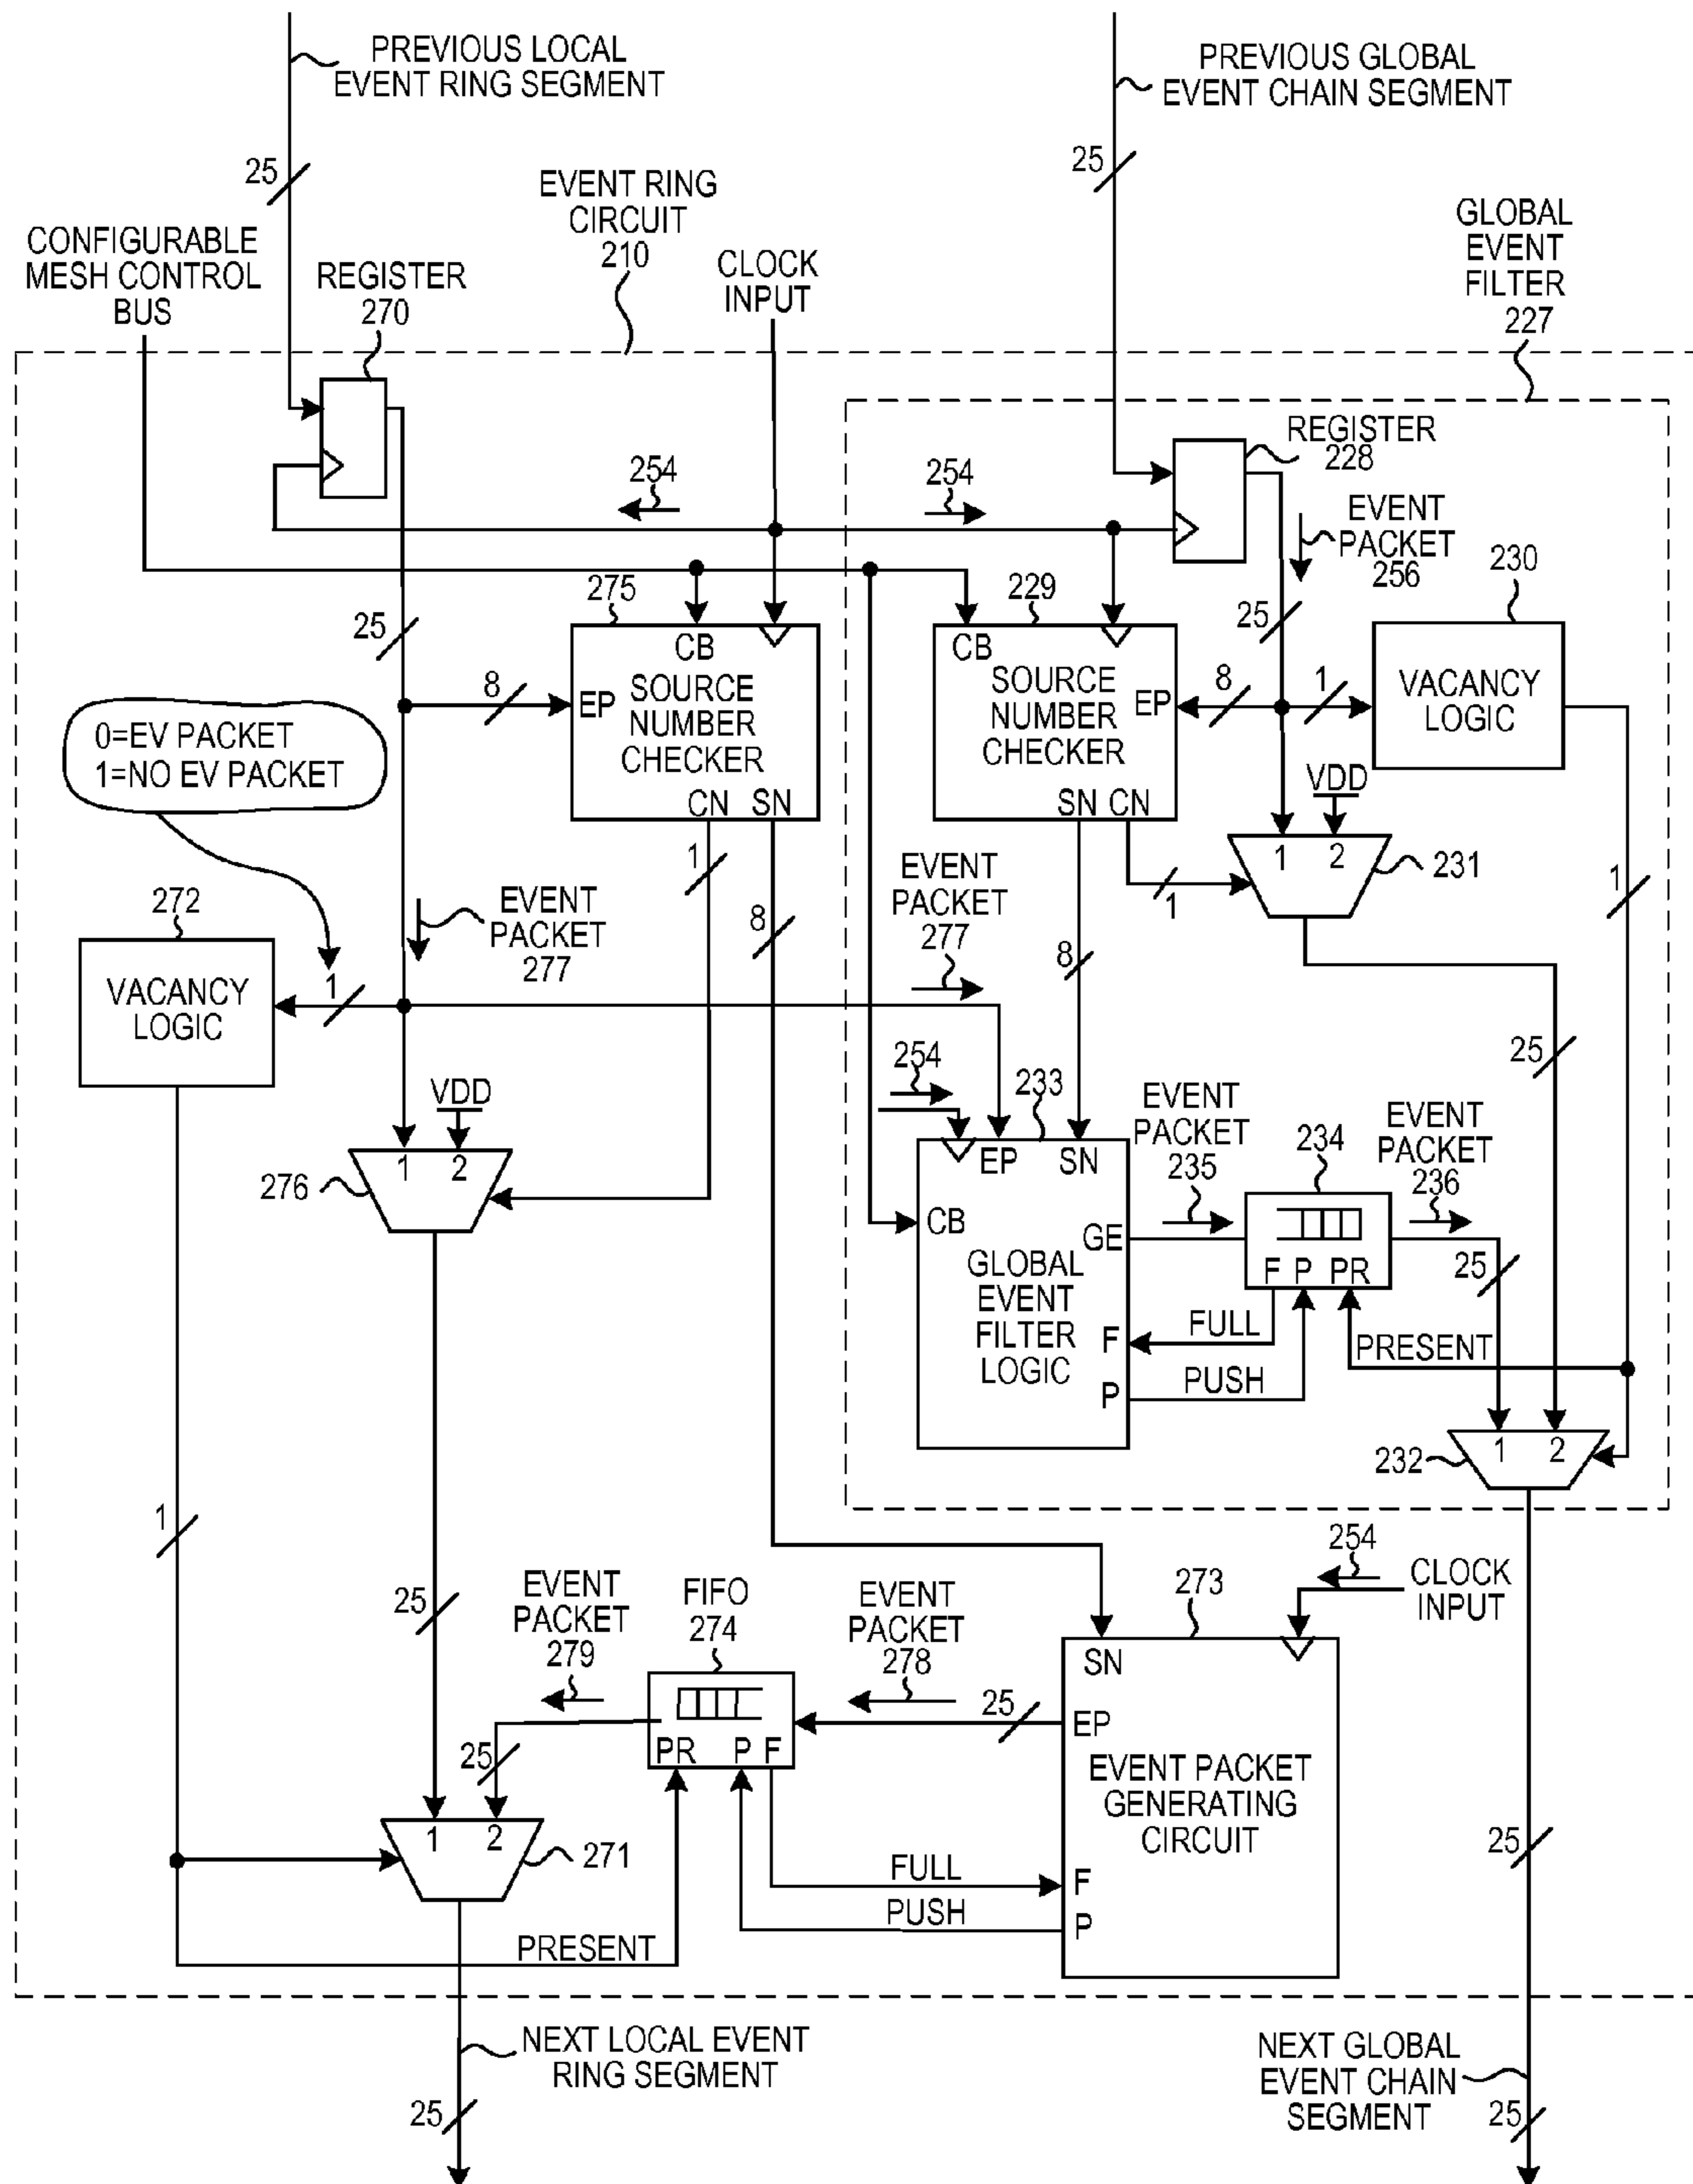 PREVIOUS LOCAL
EVENT RING SEGMENT
PREVIOUS GLOBAL
EVENT CHAIN SEGMENT
25
25
EVENT RING
CIRCUIT
210
GLOBAL
EVENT
FILTER
227
CONFIGURABLE
MESH CONTROL
BUS
REGISTER
270
CLOCK
INPUT
REGISTER
228
254
254
EVENT
PACKET
256
230
275
229
25
25
CB
SOURCE
NUMBER
CHECKER
EP
CN
SN
8
CB
SOURCE
NUMBER
CHECKER
EP
SN
CN
8
1
VACANCY
LOGIC
0=EV PACKET
1=NO EV PACKET
VDD
1
2
231
1
1
1
8
8
EVENT
PACKET
277
EVENT
PACKET
277
272
VACANCY
LOGIC
1
25
VDD
1
2
276
254
233
EP
SN
CB
GE
GLOBAL
EVENT
FILTER
LOGIC
F
P
EVENT
PACKET
235
234
F P PR
EVENT
PACKET
236
25
FULL
PRESENT
PUSH
1
2
232
1
254
CLOCK
INPUT
25
EVENT
PACKET
279
FIFO
274
EVENT
PACKET
278
273
SN
EP
EVENT PACKET
GENERATING
CIRCUIT
F
P
25
PR
P F
25
1
2
271
FULL
PUSH
PRESENT
25
NEXT LOCAL EVENT
RING SEGMENT
25
NEXT GLOBAL
EVENT CHAIN
SEGMENT
25